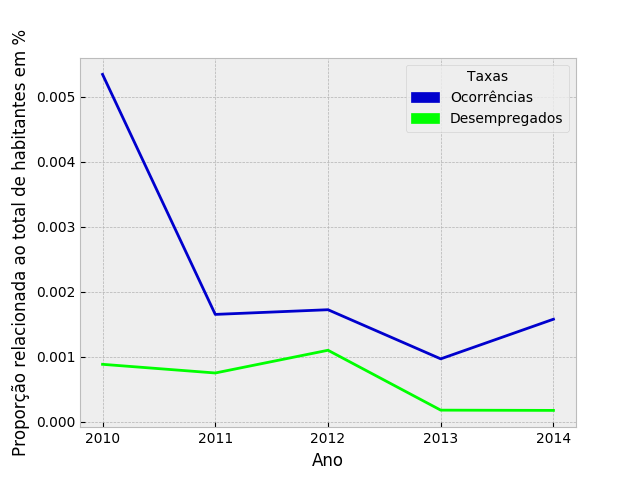 Proporção relacionada ao total de habitantes em %
Taxas
Ocorrências
Desempregados
0.005
0.004
0.003
0.002
0.001
0.000
2010 2011 2012 2013 2014
Ano